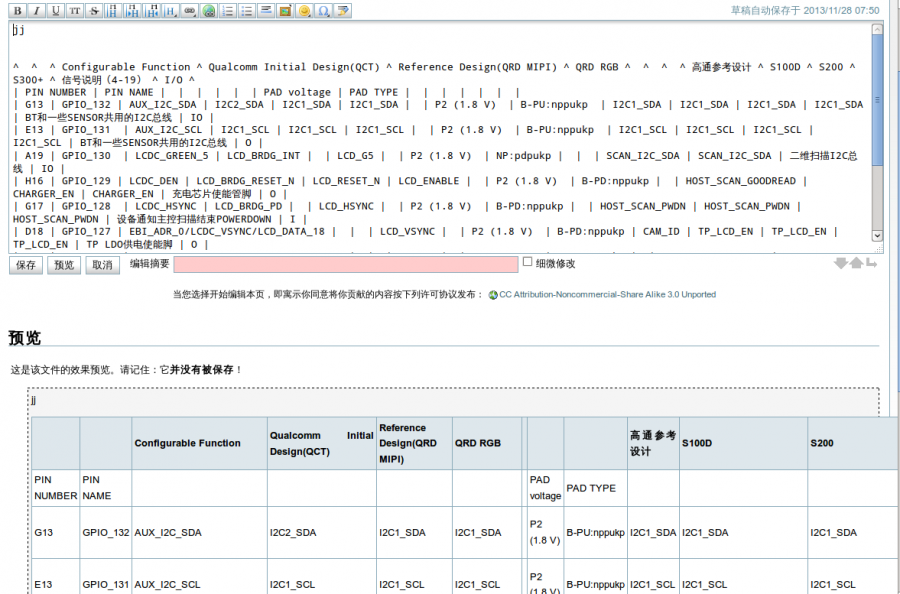 草稿自动保存于 2013/11/28 07:50
jj
^ ^ ^ Configurable Function ^ Qualcomm Initial Design(QCT) ^ Reference Design(QRD MIPI) ^ QRD RGB ^ ^ ^ ^ 高通参考设计 ^ S100D ^ S200 ^
S300+ ^ 信号说明 (4-19) ^ I/O ^
| PIN NUMBER | PIN NAME | | | | | | PAD voltage | PAD TYPE | | | | | | |
| G13 | GPIO_132 | AUX_I2C_SDA | I2C2_SDA | I2C1_SDA | I2C1_SDA | | P2 (1.8 V) | B-PU:nppukp | I2C1_SDA | I2C1_SDA | I2C1_SDA | I2C1_SDA
| BT和一些SENSOR共用的I2C总线 | IO |
| E13 | GPIO_131 | AUX_I2C_SCL | I2C1_SCL | I2C1_SCL | I2C1_SCL | | P2 (1.8 V) | B-PU:nppukp | I2C1_SCL | I2C1_SCL | I2C1_SCL |
I2C1_SCL | BT和一些SENSOR共用的I2C总线 | O |
| A19 | GPIO_130 | LCDC_GREEN_5 | LCD_BRDG_INT | | LCD_G5 | | P2 (1.8 V) | NP:pdpukp | | | SCAN_I2C_SDA | SCAN_I2C_SDA | 二维扫描I2C总
线 | IO |
| H16 | GPIO_129 | LCDC_DEN | LCD_BRDG_RESET_N | LCD_RESET_N | LCD_ENABLE | | P2 (1.8 V) | B-PD:nppukp | | HOST_SCAN_GOODREAD |
CHARGER_EN | CHARGER_EN | 充电芯片使能管脚 | O |
| G17 | GPIO_128 | LCDC_HSYNC | LCD_BRDG_PD | | LCD_HSYNC | | P2 (1.8 V) | B-PD:nppukp | | HOST_SCAN_PWDN | HOST_SCAN_PWDN |
HOST_SCAN_PWDN | 设备通知主控扫描结束POWERDOWN | I |
| D18 | GPIO_127 | EBI_ADR_0/LCDC_VSYNC/LCD_DATA_18 | | | LCD_VSYNC | | P2 (1.8 V) | B-PD:nppukp | CAM_ID | TP_LCD_EN | TP_LCD_EN |
TP_LCD_EN | TP LDO供电使能脚 | O |
保存 预览 取消 编辑摘要 细微修改
当您选择开始编辑本页，即寓示你同意将你贡献的内容按下列许可协议发布： CC Attribution-Noncommercial-Share Alike 3.0 Unported
预览
这是该文件的效果预览。请记住：它并没有被保存！
jj
Configurable Function Qualcomm Initial Design(QCT) Reference Design(QRD MIPI) QRD RGB 高通参考设计 S100D S200
PIN NUMBER PIN NAME PAD voltage PAD TYPE
G13 GPIO_132 AUX_I2C_SDA I2C2_SDA I2C1_SDA I2C1_SDA P2 (1.8 V) B-PU:nppukp I2C1_SDA I2C1_SDA I2C1_SDA
E13 GPIO_131 AUX_I2C_SCL I2C1_SCL I2C1_SCL I2C1_SCL P2 (1.8 V) B-PU:nppukp I2C1_SCL I2C1_SCL I2C1_SCL